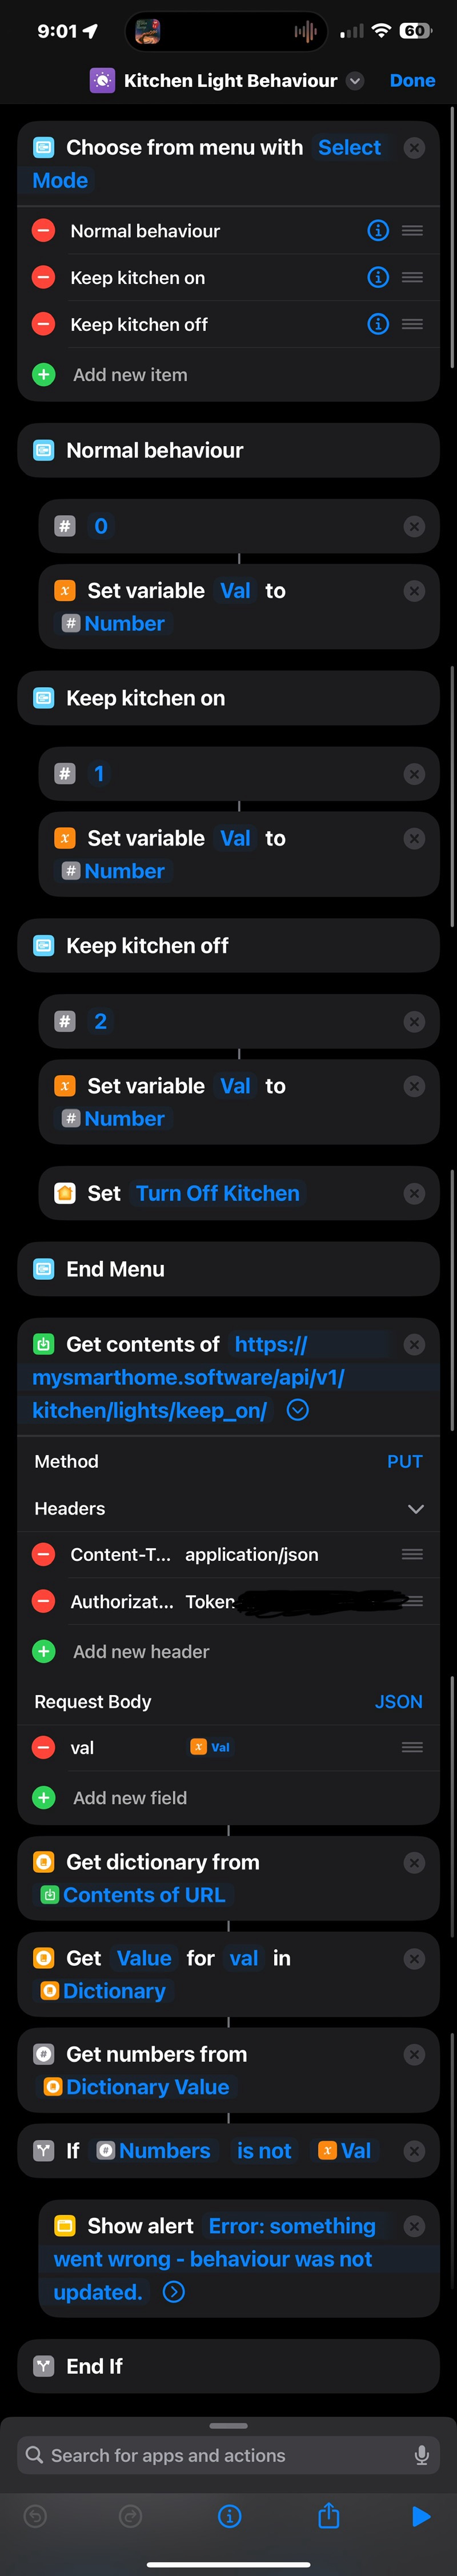 9:01
60
Kitchen Light Behaviour
Done
Choose from menu with Select
Mode
Normal behaviour
Keep kitchen on
Keep kitchen off
Add new item
Normal behaviour
# 0
x Set variable Val to
# Number
Keep kitchen on
# 1
x Set variable Val to
# Number
Keep kitchen off
# 2
x Set variable Val to
# Number
Set Turn Off Kitchen
End Menu
Get contents of https://
mysmarthome.software/api/v1/
kitchen/lights/keep_on/
Method PUT
Headers
Content-T... application/json
Authorizat... Token
Add new header
Request Body JSON
val x Val
Add new field
Get dictionary from
Contents of URL
Get Value for val in
Dictionary
# Get numbers from
Dictionary Value
If # Numbers is not x Val
Show alert Error: something
went wrong - behaviour was not
updated.
End If
Search for apps and actions